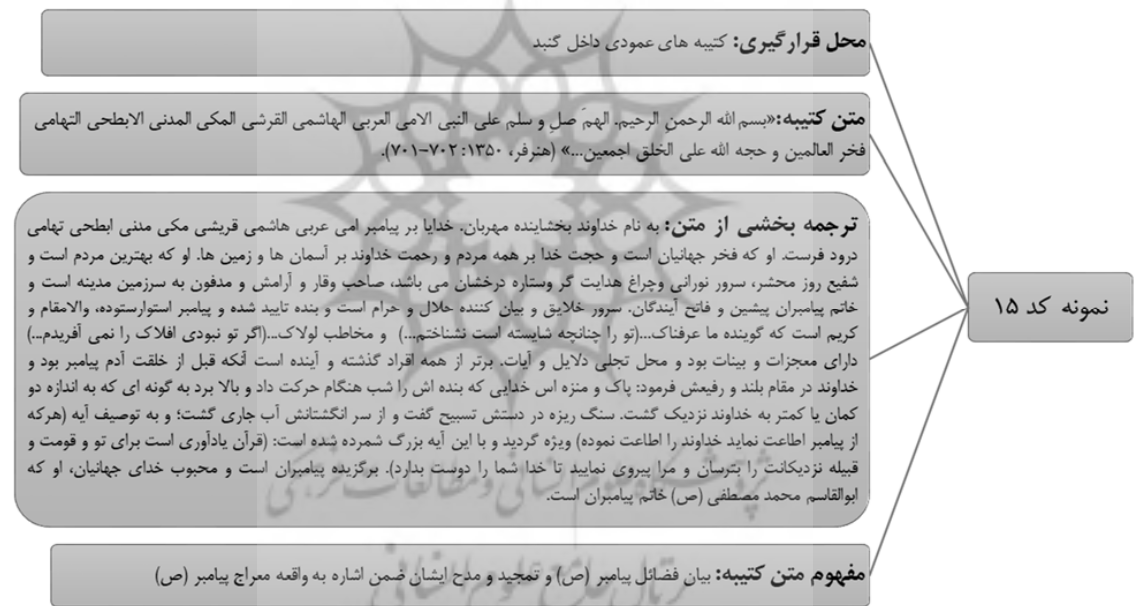 محل قرارگیری: کتیبه های عمودی داخل گنبد
متن کتیبه:«بسم الله الرحمن الرحیم. الهمَ صلِ و سلم علی النبی الامی العربی الهاشمی القرشی المکی المدنی الابطحی التهامی
فخر العالمین و حجه الله علی الخلق اجمعین...» (هنرفر، ۱۳۵۰: ۷۰۲-۷۰۱).
ترجمه بخشی از متن: به نام خداوند بخشاینده مهربان. خدایا بر پیامبر امی عربی هاشمی قریشی مکی مدنی ابطحی تهامی
درود فرست. او که فخر جهانیان است و حجت خدا بر همه مردم و رحمت خداوند بر آسمان ها و زمین ها. او که بهترین مردم است و
شفیع روز محشر، سرور نورانی وچراغ هدایت گر وستاره درخشان می باشد، صاحب وقار و آرامش و مدفون به سرزمین مدینه است و
خاتم پیامبران پیشین و فاتح آیندگان. سرور خلایق و بیان کننده حلال و حرام است و بنده تایید شده و پیامبر استوارستوده، والامقام و
کریم است که گوینده ما عرفناک...(تو را چنانچه شایسته است نشناختم...) و مخاطب لولاک...(اگر تو نبودی افلاک را نمی آفریدم...)
دارای معجزات و بینات بود و محل تجلی دلایل و آیات. برتر از همه افراد گذشته و آینده است آنکه قبل از خلقت آدم پیامبر بود و
خداوند در مقام بلند و رفیعش فرمود: پاک و منزه اس خدایی که بنده اش را شب هنگام حرکت داد و بالا برد به گونه ای که به اندازه دو
کمان یا کمتر به خداوند نزدیک گشت. سنگ ریزه در دستش تسبیح گفت و از سر انگشتانش آب جاری گشت؛ و به توصیف آیه (هرکه
از پیامبر اطاعت نماید خداوند را اطاعت نموده) ویژه گردید و با این آیه بزرگ شمرده شده است: (قرآن یادآوری است برای تو و قومت و
قبیله نزدیکانت را بترسان و مرا پیروی نمایید تا خدا شما را دوست بدارد). برگزیده پیامبران است و محبوب خدای جهانیان، او که
ابوالقاسم محمد مصطفی (ص) خاتم پیامبران است.
مفهوم متن کتیبه: بیان فضائل پیامبر (ص) و تمجید و مدح ایشان ضمن اشاره به واقعه معراج پیامبر (ص)
نمونه کد ۱۵
پژوهشگاه علوم انسانی و مطالعات فرهنگی
پرتال جامع علوم انسانی